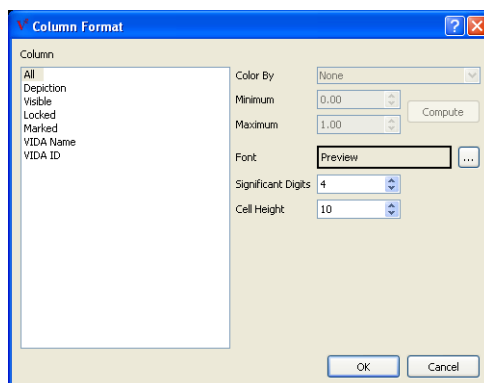 Column Format
Column
All
Depiction
Visible
Locked
Marked
VIDA Name
VIDA ID
Color By None
Minimum 0.00
Maximum 1.00
Compute
Font Preview ...
Significant Digits 4
Cell Height 10
OK Cancel